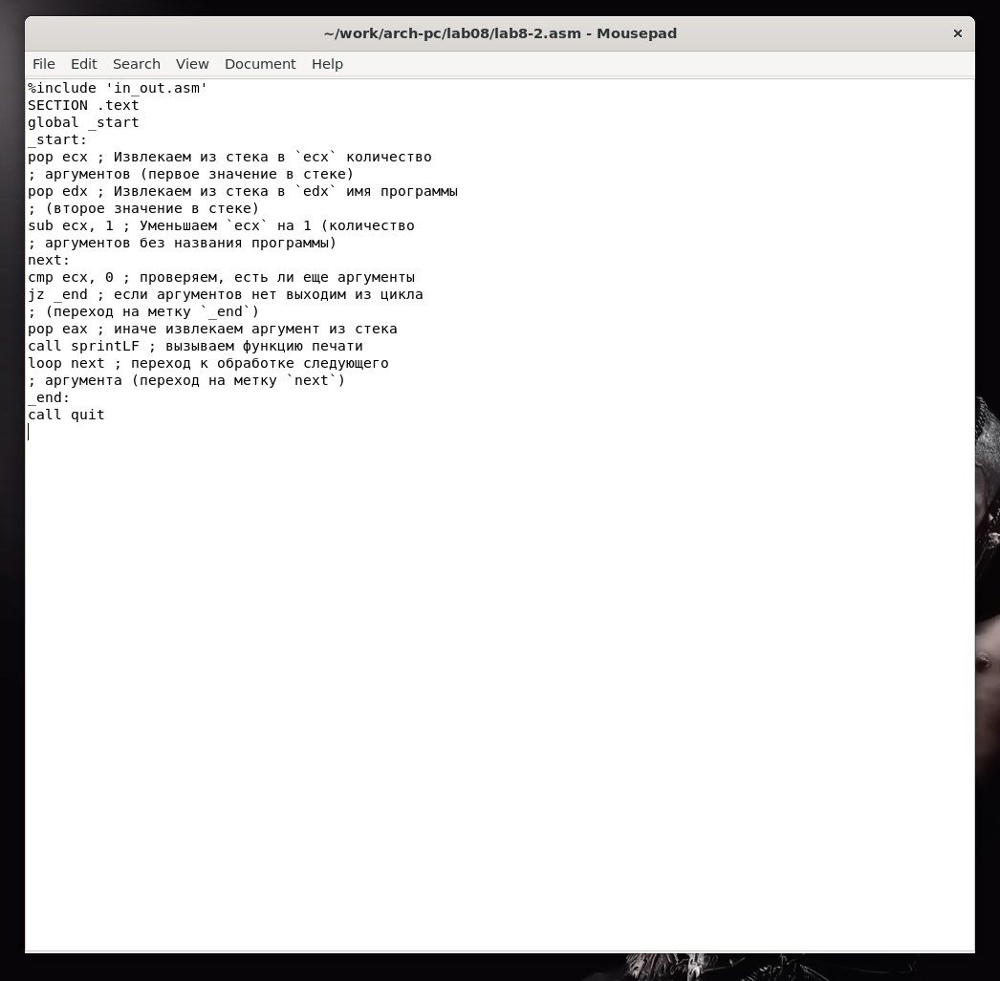 ~/work/arch-pc/lab08/lab8-2.asm - Mousepad
File Edit Search View Document Help
%include 'in_out.asm'
SECTION .text
global _start
_start:
pop ecx ; Извлекаем из стека в `ecx` количество
; аргументов (первое значение в стеке)
pop edx ; Извлекаем из стека в `edx` имя программы
; (второе значение в стеке)
sub ecx, 1 ; Уменьшаем `ecx` на 1 (количество
; аргументов без названия программы)
next:
cmp ecx, 0 ; проверяем, есть ли еще аргументы
jz _end ; если аргументов нет выходим из цикла
; (переход на метку `_end`)
pop eax ; иначе извлекаем аргумент из стека
call sprintLF ; вызываем функцию печати
loop next ; переход к обработке следующего
; аргумента (переход на метку `next`)
_end:
call quit